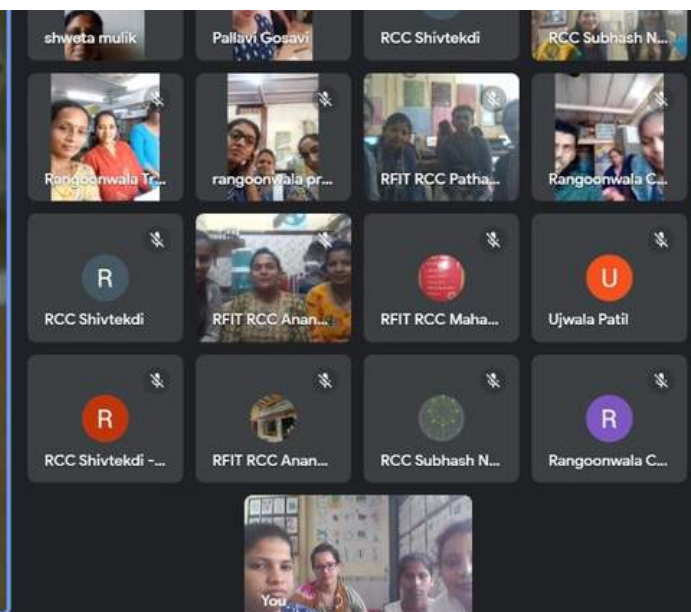 shweta mulik
Pallavi Gosavi
RCC Shivtekdi
RCC Subhash N...
Rangoonwala Tr...
rangoonwala pr...
RFIT RCC Patha...
Rangoonwala C...
R
RCC Shivtekdi
RFIT RCC Anan...
RFIT RCC Maha...
U
Ujwala Patil
R
RCC Shivtekdi -...
RFIT RCC Anan...
RCC Subhash N...
R
Rangoonwala C...
You